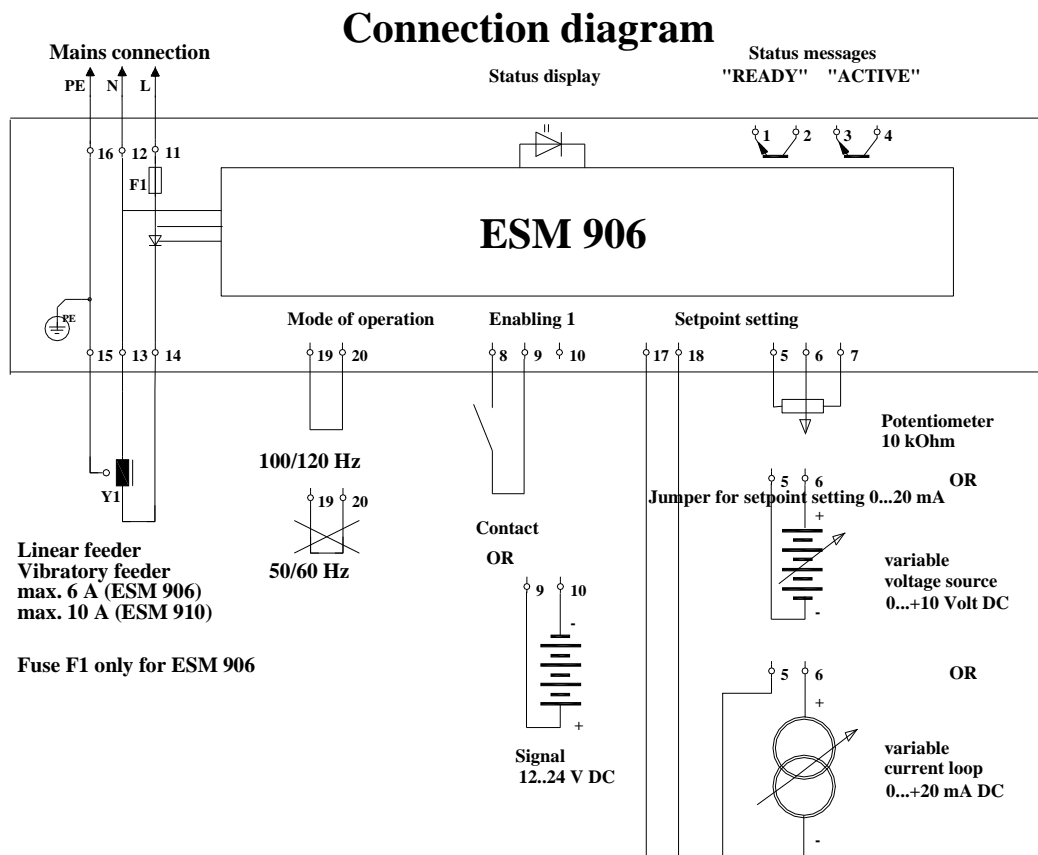 Connection diagram
Mains connection
Status display
Status messages
"READY" "ACTIVE"
PE N L
16 12 11
1 2 3 4
F1
ESM 906
PE
Mode of operation
Enabling 1
Setpoint setting
15 13 14
19 20
8 9 10
17 18
5 6 7
Potentiometer
10 kOhm
100/120 Hz
Y1
19 20
50/60 Hz
Contact
OR
5 6
OR
Jumper for setpoint setting 0...20 mA
+
-
variable
voltage source
0...+10 Volt DC
Linear feeder
Vibratory feeder
max. 6 A (ESM 906)
max. 10 A (ESM 910)
Fuse F1 only for ESM 906
9 10
-
+
Signal
12..24 V DC
5 6
OR
+
-
variable
current loop
0...+20 mA DC